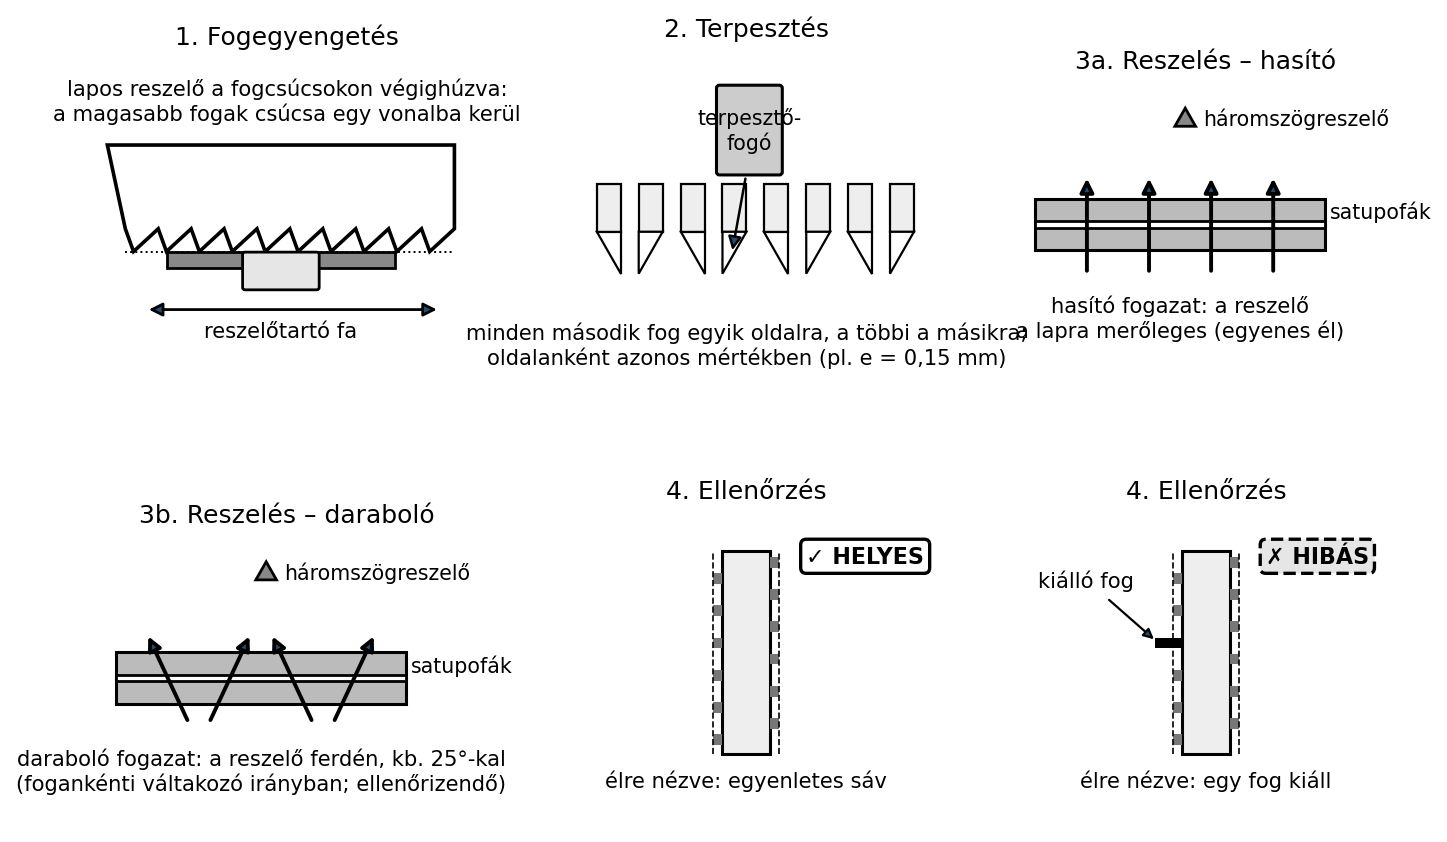 1. Fogegyengetés
lapos reszelő a fogcsúcsokon végighúzva:
a magasabb fogak csúcsa egy vonalba kerül
reszelőtartó fa
2. Terpesztés
terpesztő-
fogó
minden második fog egyik oldalra, a többi a másikra;
oldalanként azonos mértékben (pl. e = 0,15 mm)
3a. Reszelés – hasító
háromszögreszelő
satupofák
hasító fogazat: a reszelő
a lapra merőleges (egyenes él)
3b. Reszelés – daraboló
háromszögreszelő
satupofák
daraboló fogazat: a reszelő ferdén, kb. 25°-kal
(fogankénti váltakozó irányban; ellenőrizendő)
4. Ellenőrzés
✓ HELYES
élre nézve: egyenletes sáv
4. Ellenőrzés
✗ HIBÁS
kiálló fog
élre nézve: egy fog kiáll